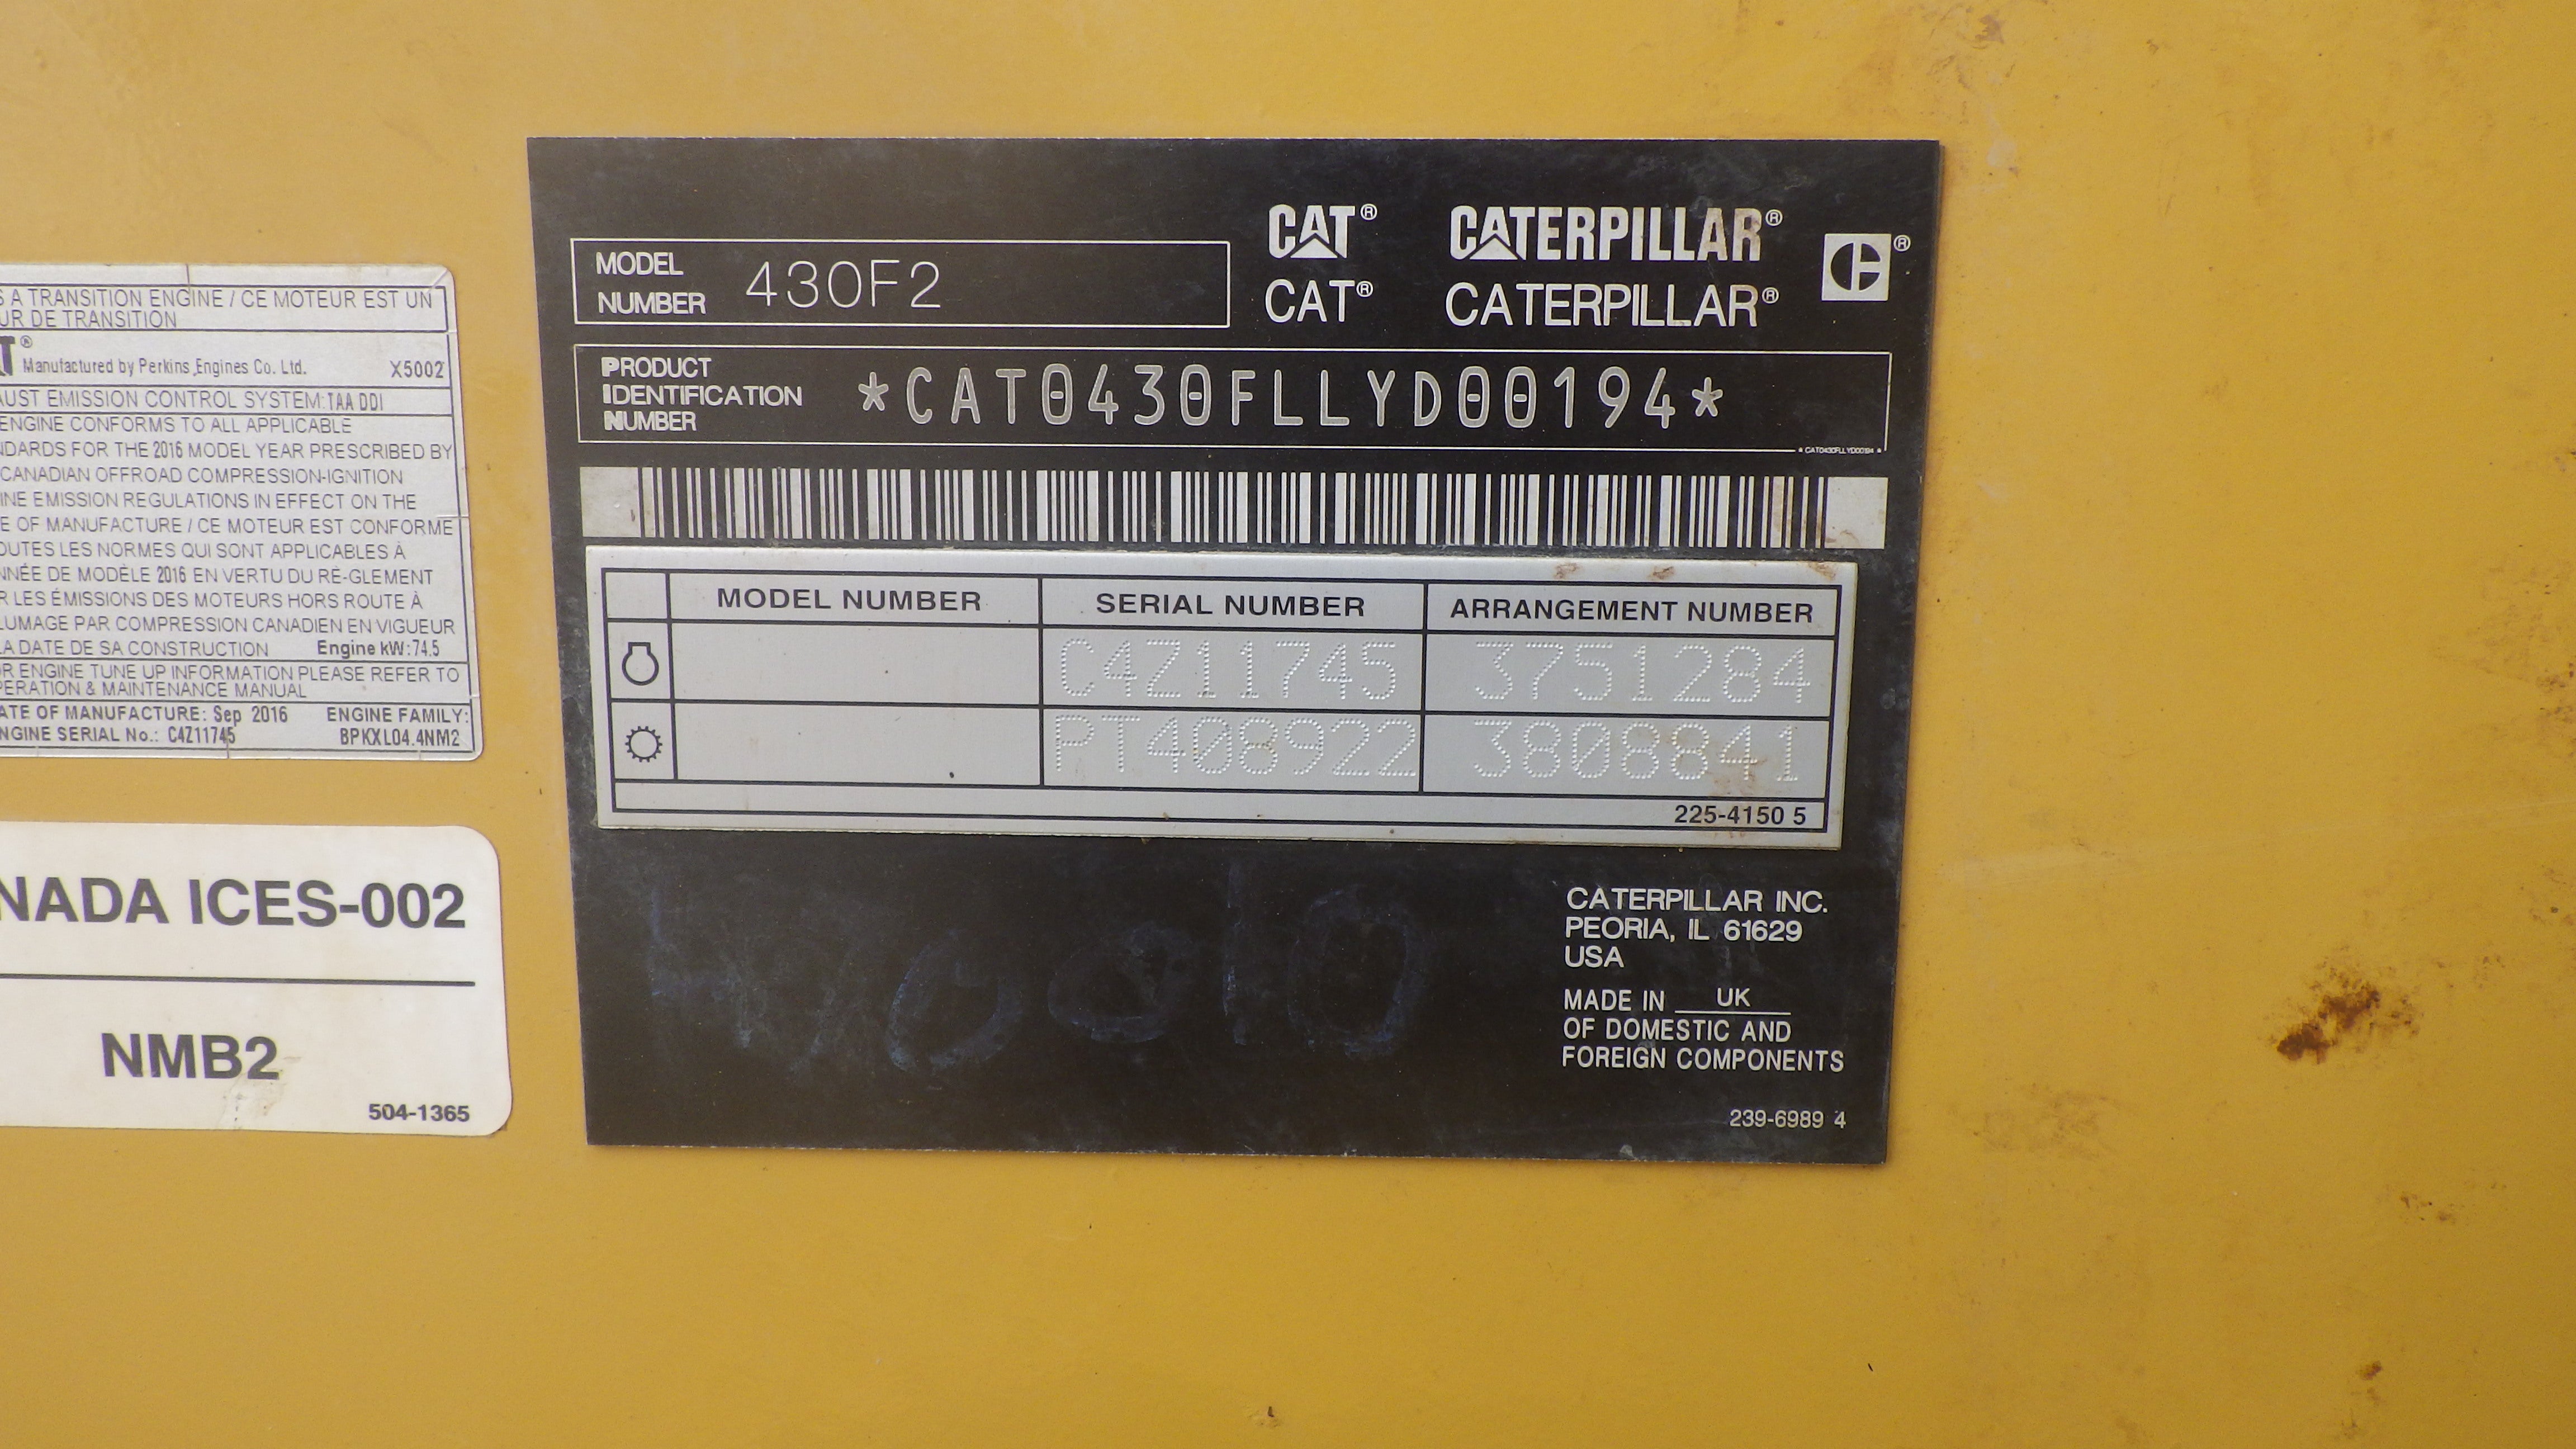 S A TRANSITION ENGINE / CE MOTEUR EST UN
UR DE TRANSITION
T®
Manufactured by Perkins Engines Co. Ltd. X5002
AUST EMISSION CONTROL SYSTEM: TAA DDI
ENGINE CONFORMS TO ALL APPLICABLE
NDARDS FOR THE 2016 MODEL YEAR PRESCRIBED BY
CANADIAN OFFROAD COMPRESSION-IGNITION
INE EMISSION REGULATIONS IN EFFECT ON THE
E OF MANUFACTURE / CE MOTEUR EST CONFORME
OUTES LES NORMES QUI SONT APPLICABLES À
NNÉE DE MODÈLE 2016 EN VERTU DU RÈ-GLEMENT
R LES ÉMISSIONS DES MOTEURS HORS ROUTE À
LUMAGE PAR COMPRESSION CANADIEN EN VIGUEUR
LA DATE DE SA CONSTRUCTION Engine kW: 74.5
OR ENGINE TUNE UP INFORMATION PLEASE REFER TO
PERATION & MAINTENANCE MANUAL
ATE OF MANUFACTURE: Sep 2016 ENGINE FAMILY:
NGINE SERIAL No.: C4Z11745 BPKXL04.4NM2
NADA ICES-002
NMB2
504-1365
CAT® CATERPILLAR® ®
CAT® CATERPILLAR®
MODEL NUMBER 430F2
PRODUCT IDENTIFICATION NUMBER *CAT0430FLLYD00194*
* CAT0430FLLYD00194 *
MODEL NUMBER SERIAL NUMBER ARRANGEMENT NUMBER
C4Z11745 3751284
PT408922 3808841
225-4150 5
CATERPILLAR INC.
PEORIA, IL 61629
USA
MADE IN UK
OF DOMESTIC AND
FOREIGN COMPONENTS
239-6989 4